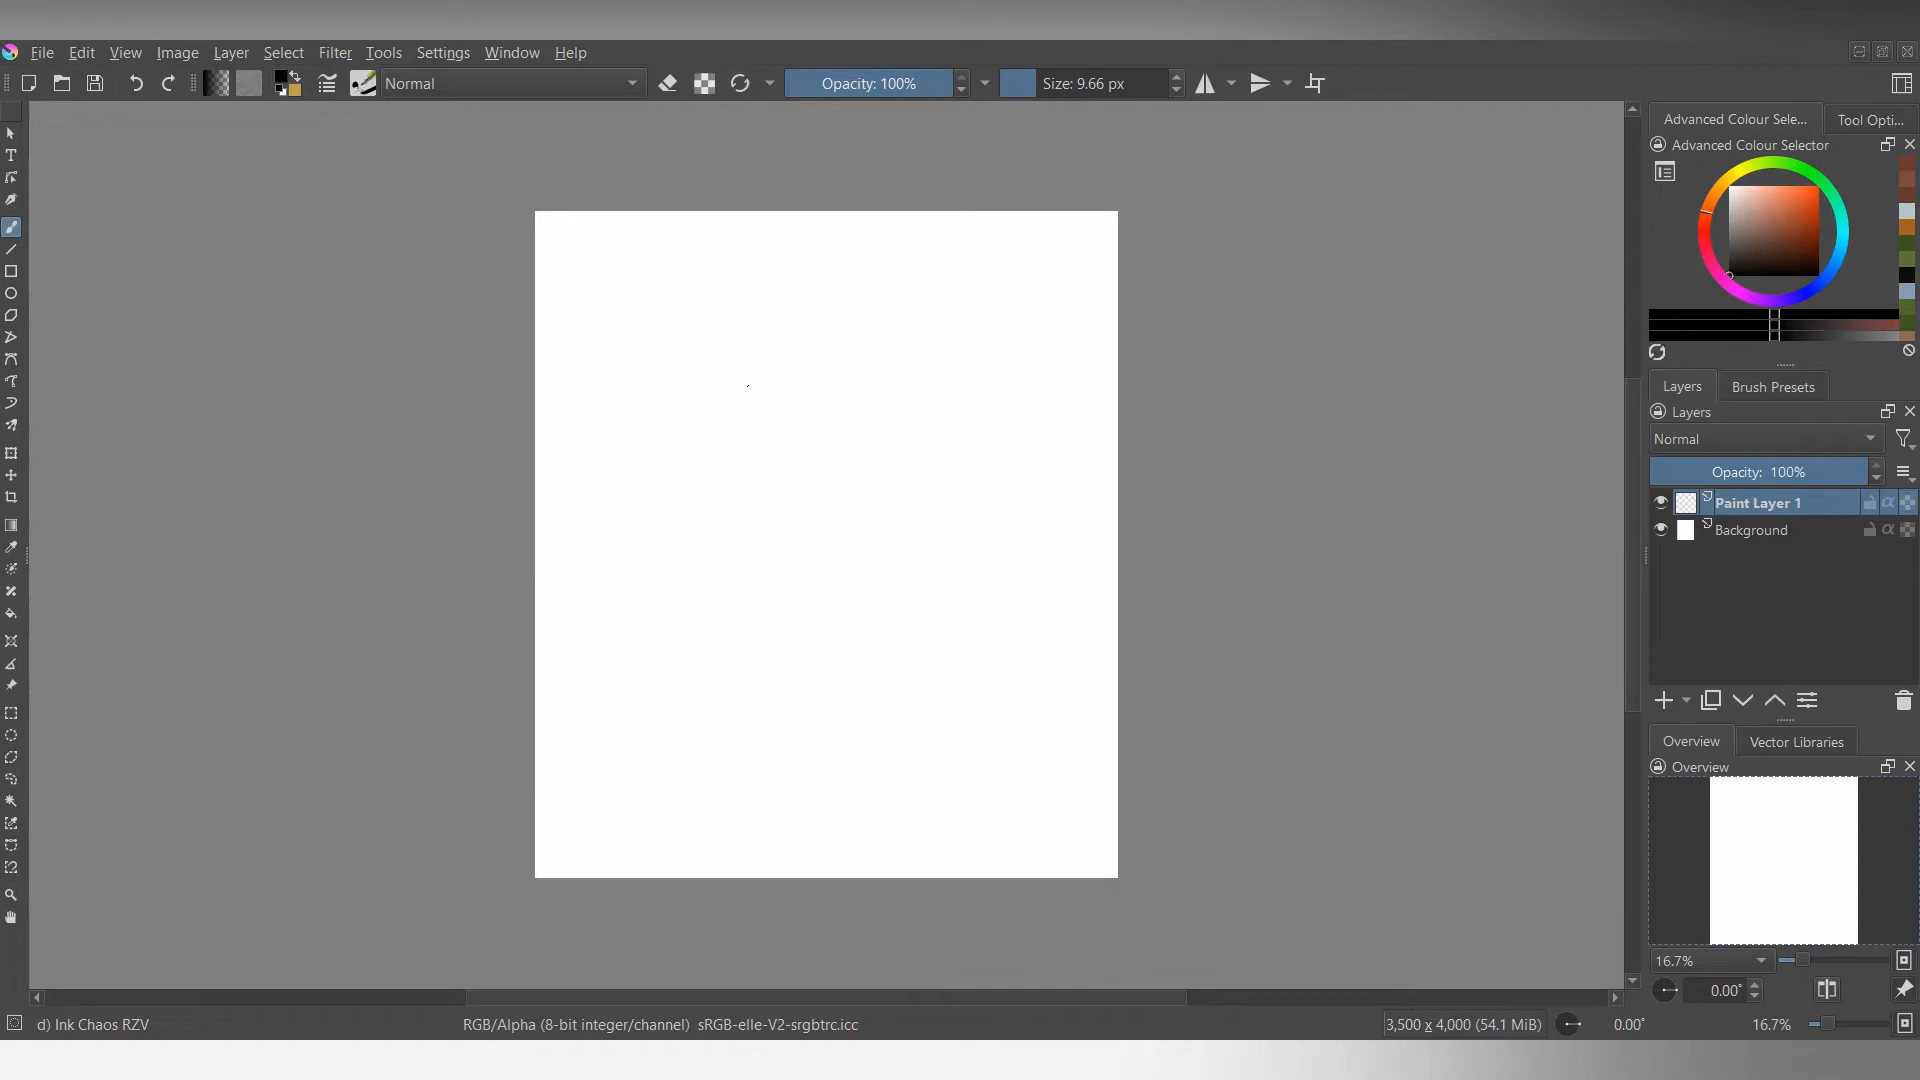 File Edit View Image Layer Select Filter Tools Settings Window Help
Normal Opacity: 100% Size: 9.66 px
Advanced Colour Sele... Tool Opti...
Advanced Colour Selector
Layers Brush Presets
Layers
Normal
Opacity: 100%
Paint Layer 1
Background
Overview Vector Libraries
Overview
16.7%
0.00°
d) Ink Chaos RZV RGB/Alpha (8-bit integer/channel) sRGB-elle-V2-srgbtrc.icc 3,500 x 4,000 (54.1 MiB) 0.00° 16.7%